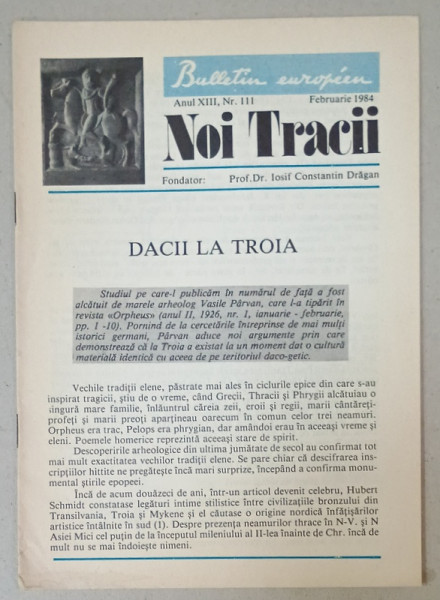 Bulletin européen
Anul XIII, Nr. 111 Februarie 1984
Noi Tracii
Fondator: Prof. Dr. Iosif Constantin Drăgan
DACII LA TROIA
Studiul pe care-l publicăm în numărul de față a fost
alcătuit de marele arheolog Vasile Pârvan, care l-a tipărit în
revista «Orpheus» (anul II, 1926, nr. 1, ianuarie - februarie,
pp. 1 -10). Pornind de la cercetările întreprinse de mai mulți
istorici germani, Pârvan aduce noi argumente prin care
demonstrează că la Troia a existat la un moment dat o cultură
materială identică cu aceea de pe teritoriul daco-getic.
Vechile tradiții elene, păstrate mai ales în ciclurile epice din care s-au
inspirat tragicii, știu de o vreme, când Grecii, Thracii și Phrygii alcătuiau o
singură mare familie, înlăuntrul căreia zeii, eroii și regii, marii cântăreți-
profeți și marii preoți aparțineau oarecum în comun celor trei neamuri.
Orpheus era trac, Pelops era phrygian, dar amândoi erau în aceeași vreme și
eleni. Poemele homerice reprezintă aceeași stare de spirit.
Descoperirile arheologice din ultima jumătate de secol au confirmat tot
mai mult exactitatea vechilor tradiții elene. Se pare chiar că descifrarea in-
scripțiilor hittite ne pregătește încă mari surprize, începând a confirma monu-
mental știrile epopeei.
Încă de acum douăzeci de ani, într-un articol devenit celebru, Hubert
Schmidt constatase legături intime stilistice între civilizațiile bronzului din
Transilvania, Troia și Mykene și el căutase o origine nordică înfățișărilor
artistice întâlnite în sud (1). Despre prezența neamurilor thrace în N-V. și N
Asiei Mici cel puțin de la începutul mileniului al II-lea înainte de Chr. încă de
mult nu se mai îndoiește nimeni.